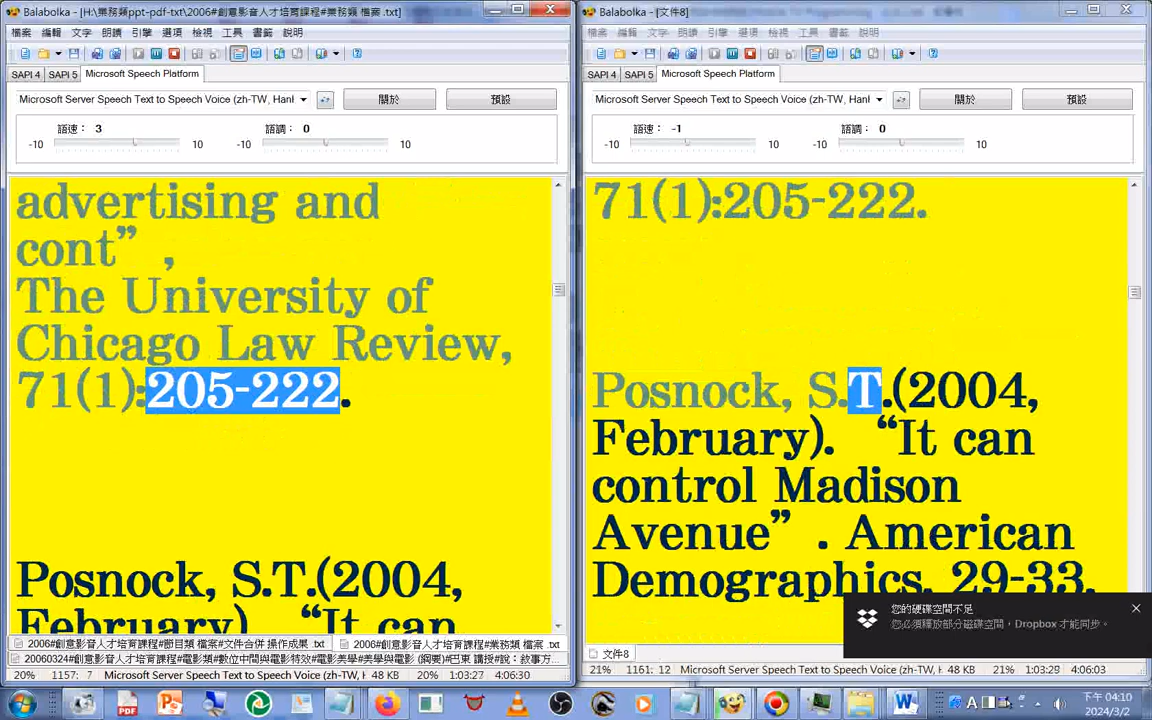 Balabolka - [H:\業務類ppt-pdf-txt\2006#創意影音人才培育課程#業務類 檔案 .txt]
檔案 編輯 文字 朗讀 引擎 選項 檢視 工具 書籤 說明
SAPI 4 SAPI 5 Microsoft Speech Platform
Microsoft Server Speech Text to Speech Voice (zh-TW, Hanl
關於 預設
語速： 3 語調： 0
-10 10 -10 10
advertising and
cont”，
The University of
Chicago Law Review,
71(1):205-222.
Posnock, S.T.(2004,
February). “It can
2006#創意影音人才培育課程#節目類 檔案#文件合併 操作成果 .txt 2006#創意影音人才培育課程#業務類 檔案 .txt
20060324#創意影音人才培育課程#電影類#數位中間與電影特效#電影美學#美學與電影 (綱要)#巴東 講授#說：敘事方...
20% 1157: 7 Microsoft Server Speech Text to Speech Voice (zh-TW, H 48 KB 20% 1:03:27 4:06:30
Balabolka - [文件8]
檔案 編輯 文字 朗讀 引擎 選項 檢視 工具 書籤 說明
SAPI 4 SAPI 5 Microsoft Speech Platform
Microsoft Server Speech Text to Speech Voice (zh-TW, Hanl
關於 預設
語速： -1 語調： 0
-10 10 -10 10
71(1):205-222.
Posnock, S.T.(2004,
February). “It can
control Madison
Avenue”. American
Demographics, 29-33.
您的硬碟空間不足
您必須釋放部分磁碟空間，Dropbox 才能同步。
文件8
21% 1161: 12 Microsoft Server Speech Text to Speech Voice (zh-TW, H 48 KB 21% 1:03:29 4:06:03
下午 04:10
2024/3/2